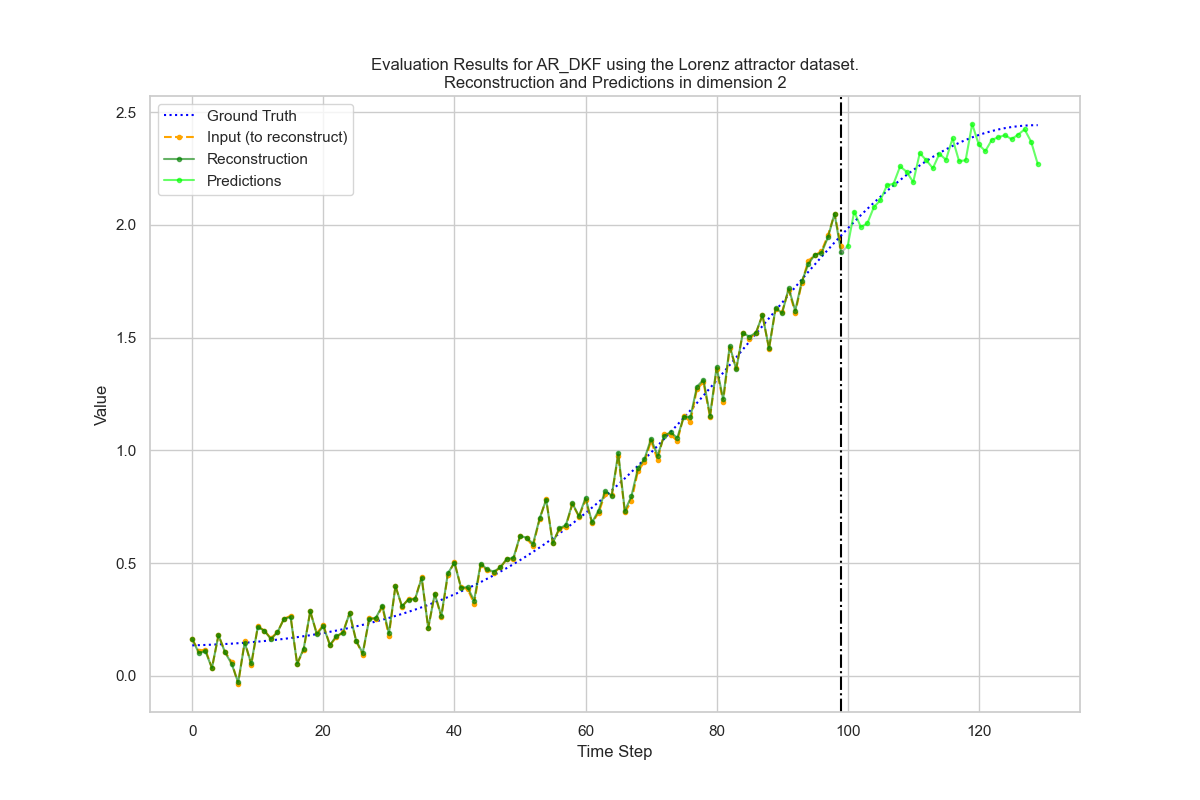 Evaluation Results for AR_DKF using the Lorenz attractor dataset.
Reconstruction and Predictions in dimension 2
Ground Truth
Input (to reconstruct)
Reconstruction
Predictions
2.5
2.0
1.5
1.0
0.5
0.0
Value
0 20 40 60 80 100 120
Time Step